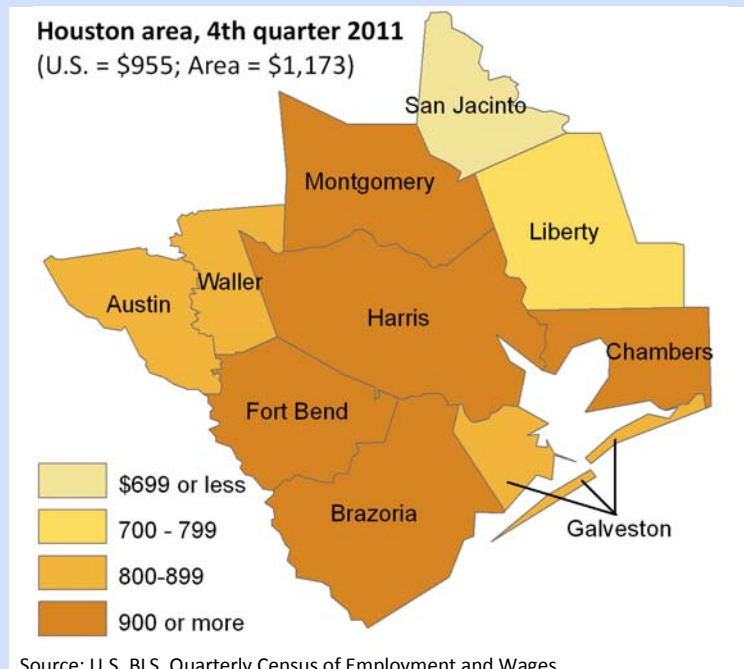 Houston area, 4th quarter 2011
(U.S. = $955; Area = $1,173)
San Jacinto
Montgomery
Liberty
Waller
Austin
Harris
Chambers
Fort Bend
Brazoria
Galveston
$699 or less
700 - 799
800-899
900 or more
Source: U.S. BLS, Quarterly Census of Employment and Wages